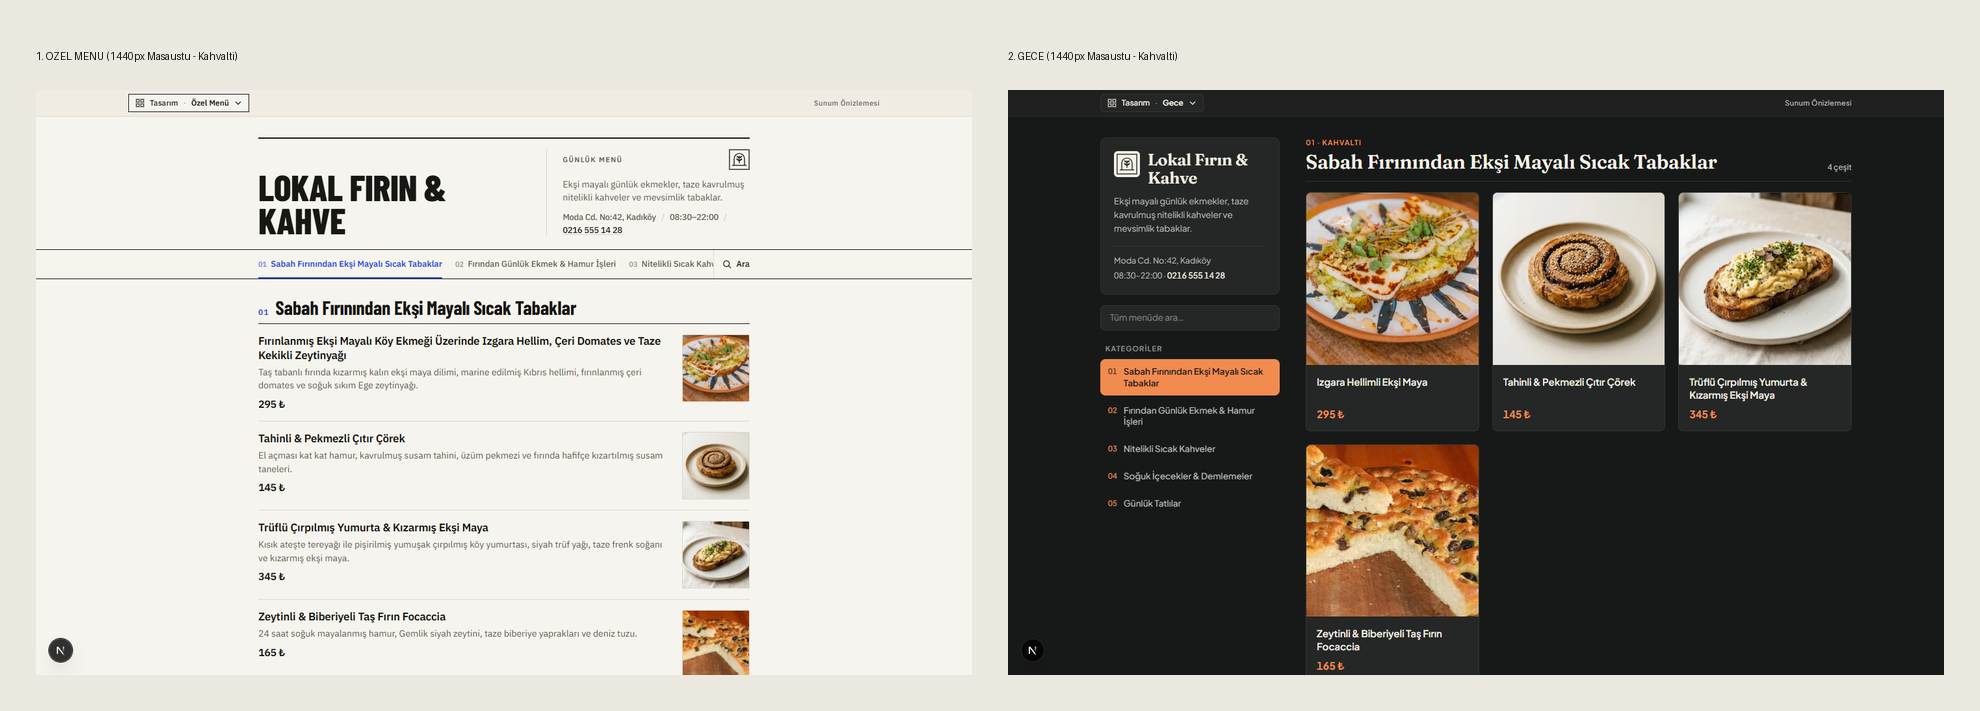 1. OZEL MENU (1440px Masaustu - Kahvalti)
Tasarım · Özel Menü
Sunum Önizlemesi
LOKAL FIRIN &
KAHVE
GÜNLÜK MENÜ
Ekşi mayalı günlük ekmekler, taze kavrulmuş
nitelikli kahveler ve mevsimlik tabaklar.
Moda Cd. No:42, Kadıköy / 08:30–22:00 /
0216 555 14 28
01 Sabah Fırınından Ekşi Mayalı Sıcak Tabaklar 02 Fırından Günlük Ekmek & Hamur İşleri 03 Nitelikli Sıcak Kahv Ara
01 Sabah Fırınından Ekşi Mayalı Sıcak Tabaklar
Fırınlanmış Ekşi Mayalı Köy Ekmeği Üzerinde Izgara Hellim, Çeri Domates ve Taze
Kekikli Zeytinyağı
Taş tabanlı fırında kızarmış kalın ekşi maya dilimi, marine edilmiş Kıbrıs hellimi, fırınlanmış çeri
domates ve soğuk sıkım Ege zeytinyağı.
295 ₺
Tahinli & Pekmezli Çıtır Çörek
El açması kat kat hamur, kavrulmuş susam tahini, üzüm pekmezi ve fırında hafifçe kızartılmış susam
taneleri.
145 ₺
Trüflü Çırpılmış Yumurta & Kızarmış Ekşi Maya
Kısık ateşte tereyağı ile pişirilmiş yumuşak çırpılmış köy yumurtası, siyah trüf yağı, taze frenk soğanı
ve kızarmış ekşi maya.
345 ₺
Zeytinli & Biberiyeli Taş Fırın Focaccia
24 saat soğuk mayalanmış hamur, Gemlik siyah zeytini, taze biberiye yaprakları ve deniz tuzu.
165 ₺
N
2. GECE (1440px Masaustu - Kahvalti)
Tasarım · Gece
Sunum Önizlemesi
Lokal Fırın &
Kahve
Ekşi mayalı günlük ekmekler, taze
kavrulmuş nitelikli kahveler ve
mevsimlik tabaklar.
Moda Cd. No:42, Kadıköy
08:30–22:00 · 0216 555 14 28
Tüm menüde ara...
KATEGORİLER
01 Sabah Fırınından Ekşi Mayalı Sıcak
Tabaklar
02 Fırından Günlük Ekmek & Hamur
İşleri
03 Nitelikli Sıcak Kahveler
04 Soğuk İçecekler & Demlemeler
05 Günlük Tatlılar
01 · KAHVALTI
Sabah Fırınından Ekşi Mayalı Sıcak Tabaklar
4 çeşit
Izgara Hellimli Ekşi Maya
295 ₺
Tahinli & Pekmezli Çıtır Çörek
145 ₺
Trüflü Çırpılmış Yumurta &
Kızarmış Ekşi Maya
345 ₺
Zeytinli & Biberiyeli Taş Fırın
Focaccia
165 ₺
N